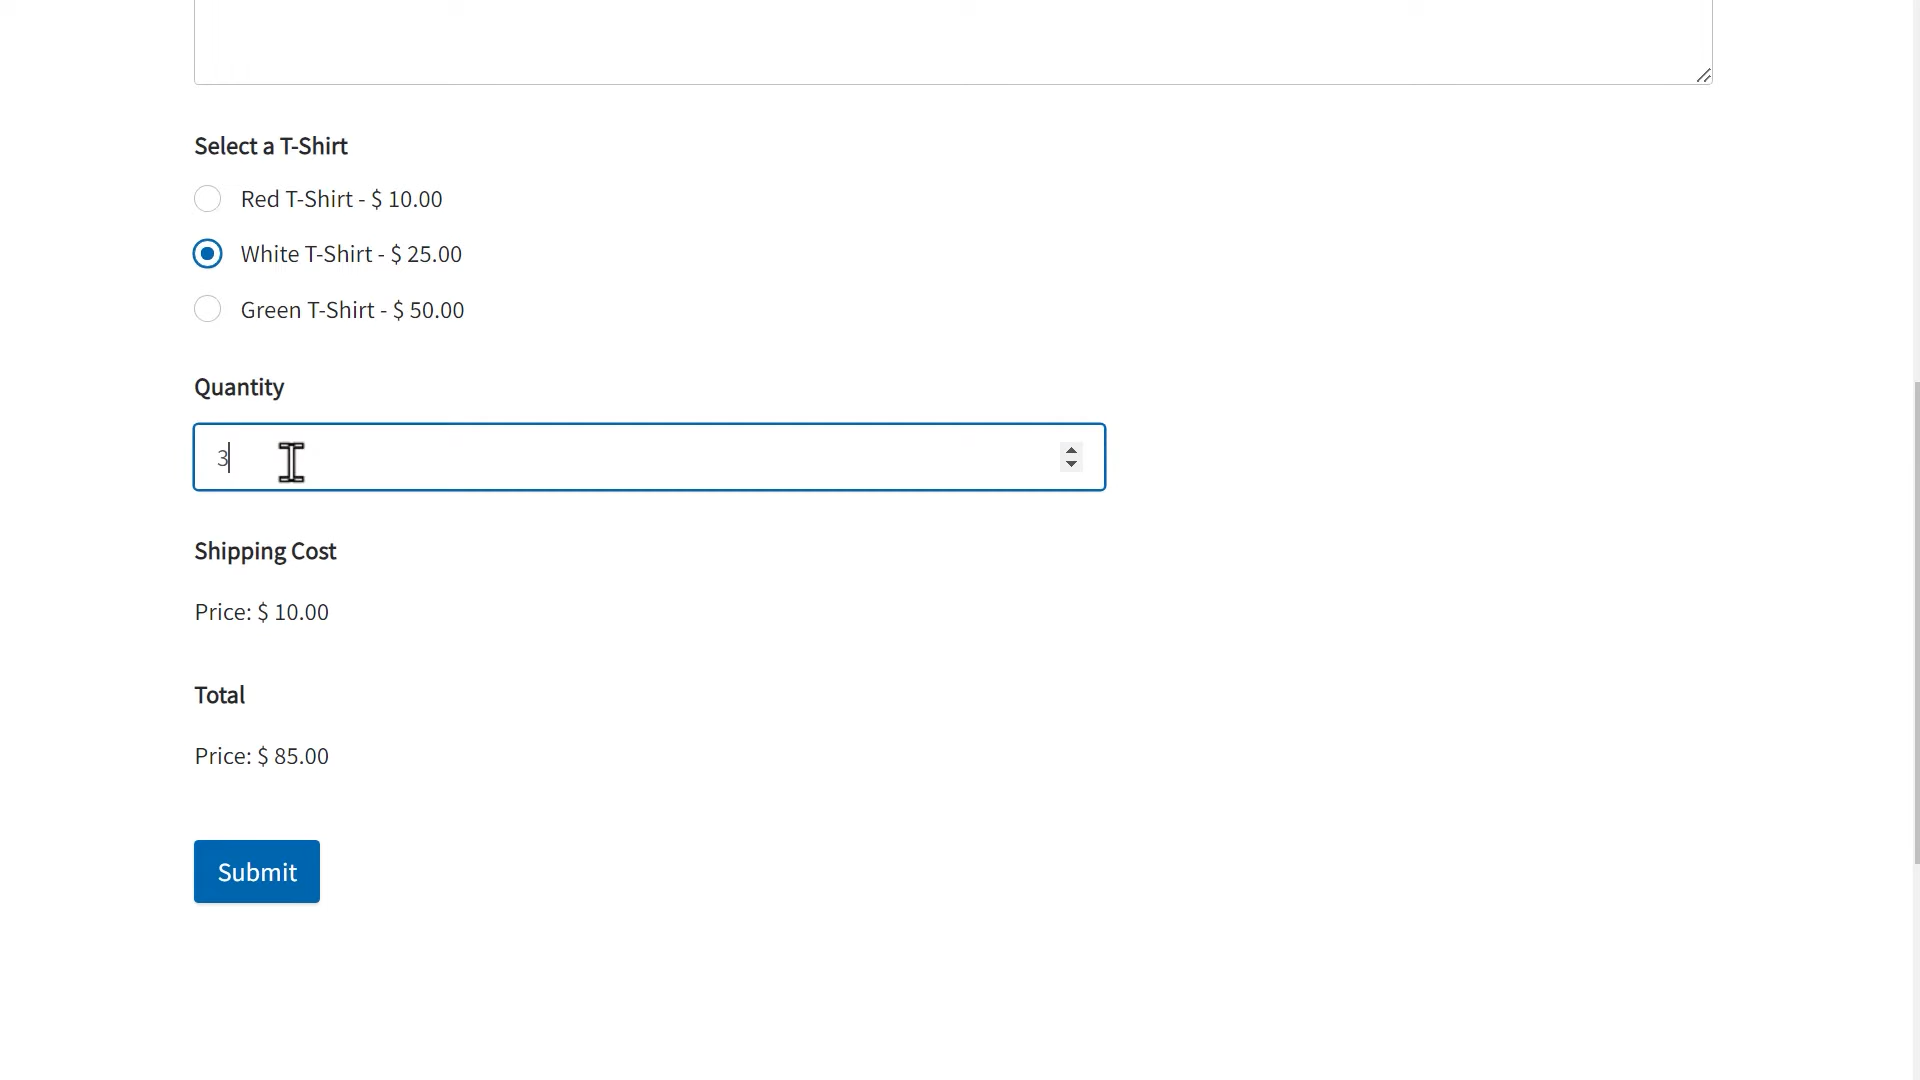 Select a T-Shirt
Red T-Shirt - $ 10.00
White T-Shirt - $ 25.00
Green T-Shirt - $ 50.00
Quantity
3
Shipping Cost
Price: $ 10.00
Total
Price: $ 85.00
Submit